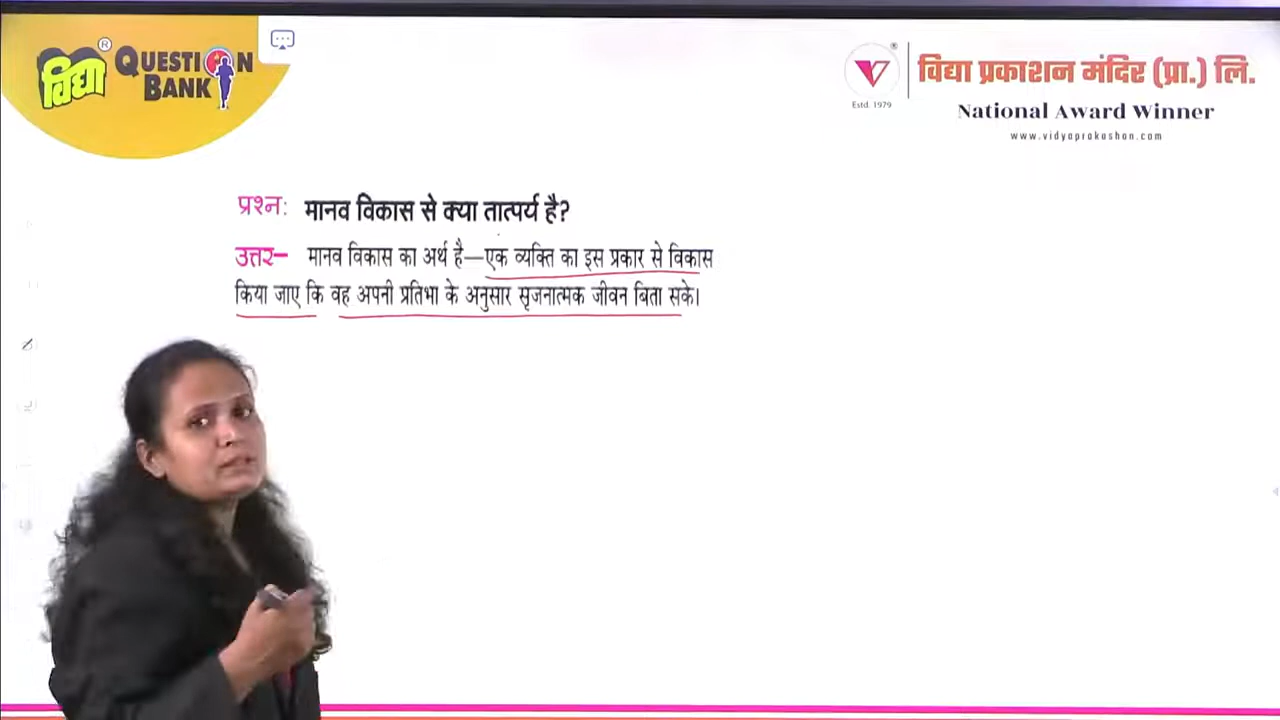 विद्या
QUESTION
BANK
Estd. 1979
विद्या प्रकाशन मंदिर (प्रा.) लि.
National Award Winner
www.vidyaprakashan.com
प्रश्न: मानव विकास से क्या तात्पर्य है?
उत्तर– मानव विकास का अर्थ है—एक व्यक्ति का इस प्रकार से विकास
किया जाए कि वह अपनी प्रतिभा के अनुसार सृजनात्मक जीवन बिता सके।